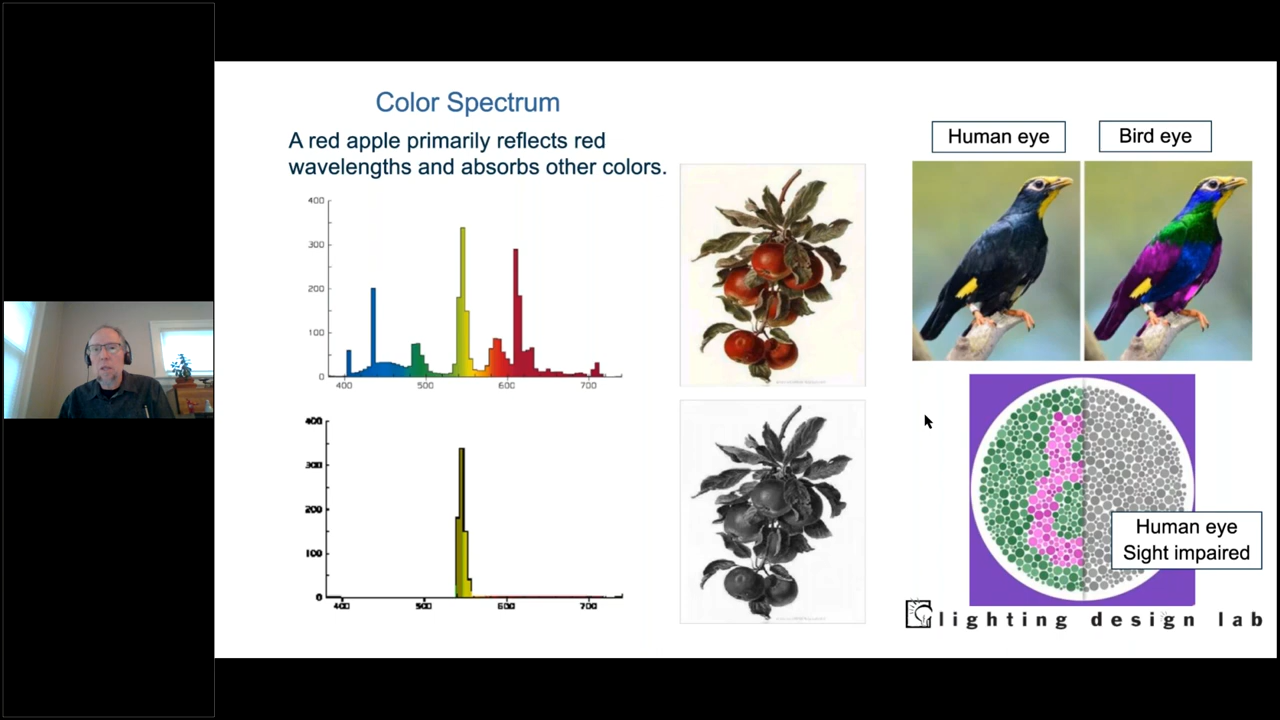 Color Spectrum
A red apple primarily reflects red
wavelengths and absorbs other colors.
400
300
200
100
0
400 500 600 700
400
300
200
100
0
400 500 600 700
Human eye
Bird eye
Human eye
Sight impaired
lighting design lab